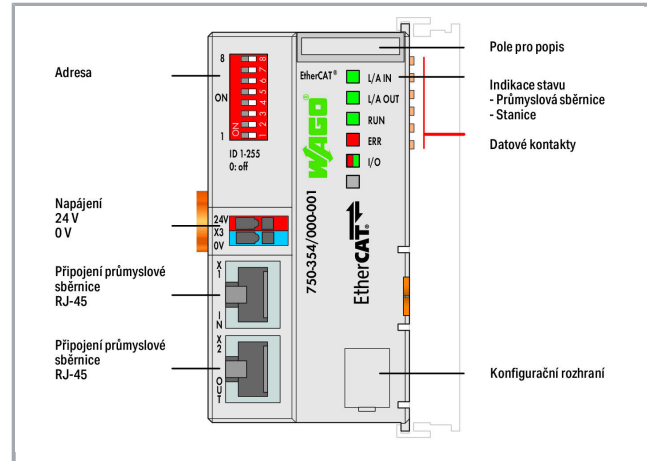 Adresa
8
ON
1
ON
1 2 3 4 5 6 7 8
ID 1-255
0: off
Napájení
24 V
0 V
24V
X3
0V
Připojení průmyslové
sběrnice
RJ-45
X1
IN
Připojení průmyslové
sběrnice
RJ-45
X2
OUT
EtherCAT®
L/A IN
L/A OUT
RUN
ERR
I/O
WAGO
750-354/000-001
EtherCAT®
Pole pro popis
Indikace stavu
- Průmyslová sběrnice
- Stanice
Datové kontakty
Konfigurační rozhraní